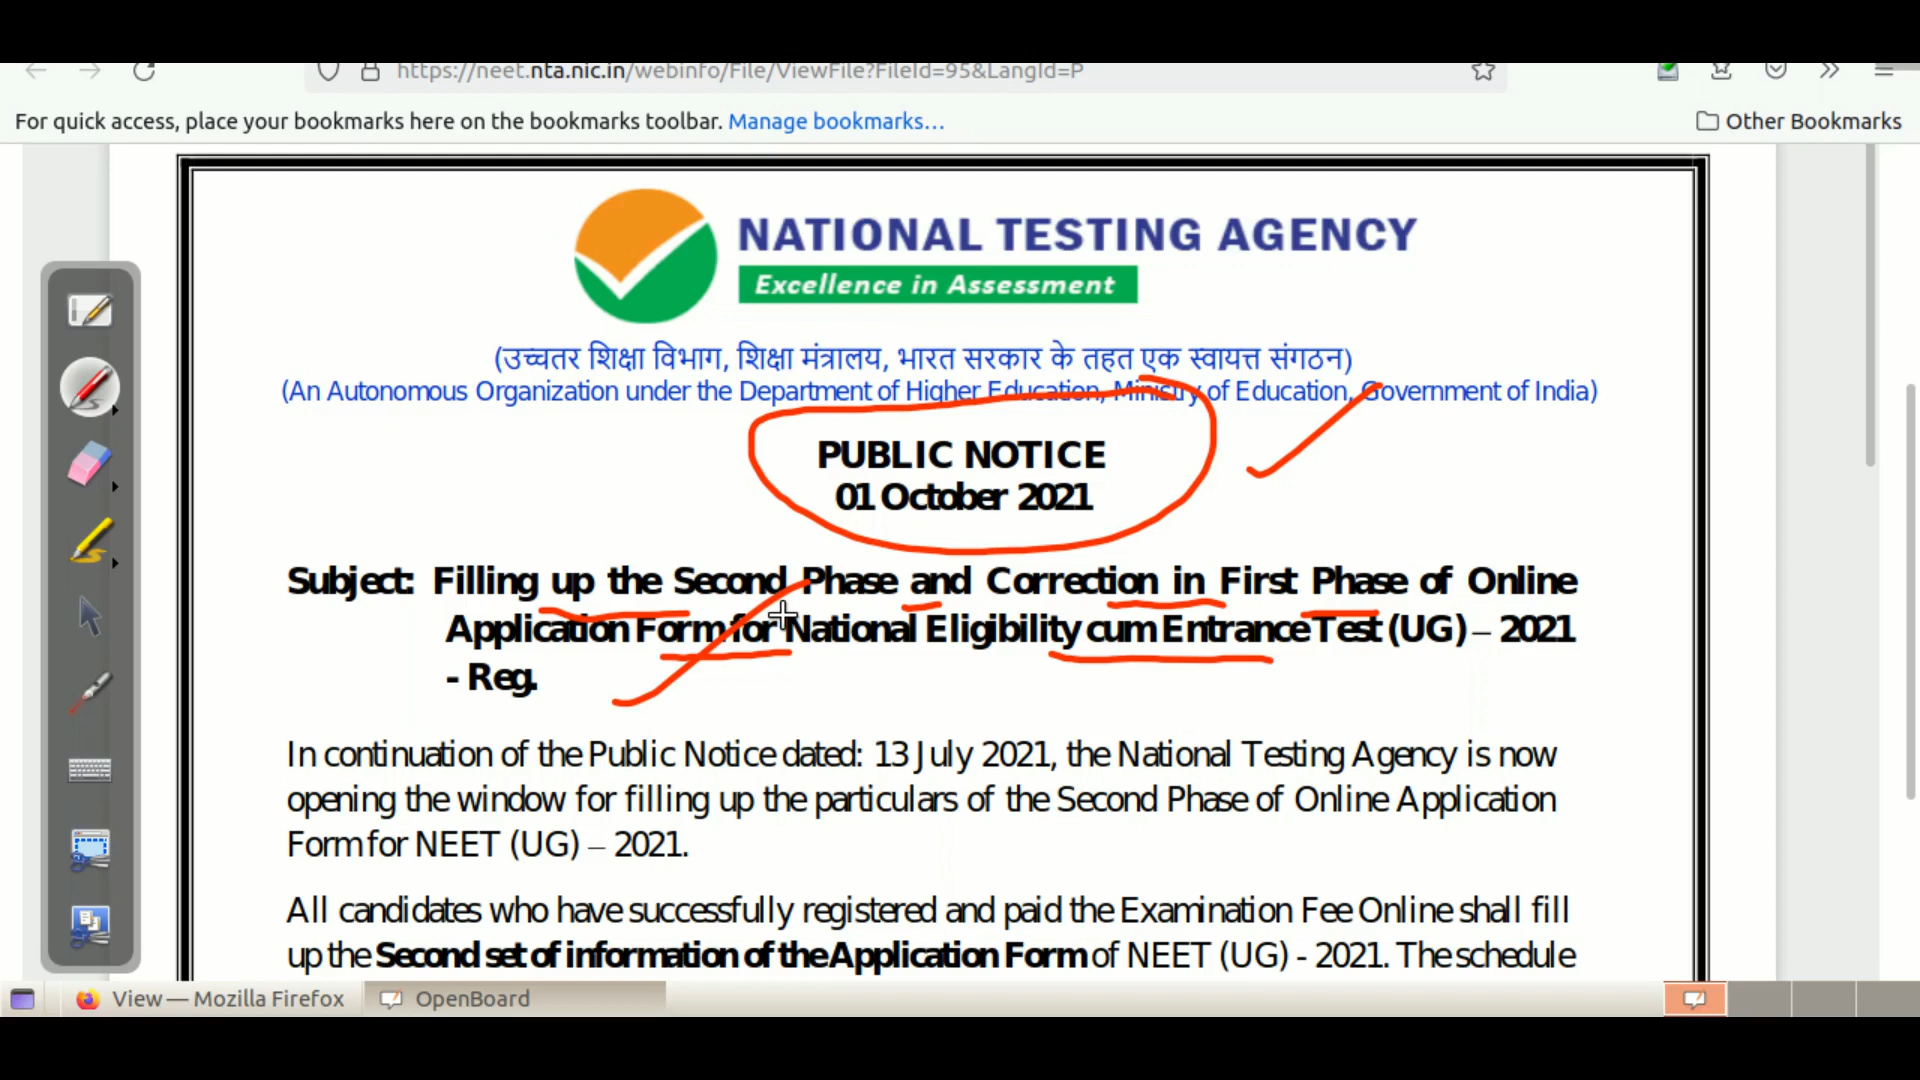 https://neet.nta.nic.in/webinfo/File/ViewFile?FileId=95&LangId=P
For quick access, place your bookmarks here on the bookmarks toolbar. Manage bookmarks...
Other Bookmarks
NATIONAL TESTING AGENCY
Excellence in Assessment
(उच्चतर शिक्षा विभाग, शिक्षा मंत्रालय, भारत सरकार के तहत एक स्वायत्त संगठन)
(An Autonomous Organization under the Department of Higher Education, Ministry of Education, Government of India)
PUBLIC NOTICE
01 October 2021
Subject: Filling up the Second Phase and Correction in First Phase of Online
Application Form for National Eligibility cum Entrance Test (UG) – 2021
- Reg.
In continuation of the Public Notice dated: 13 July 2021, the National Testing Agency is now
opening the window for filling up the particulars of the Second Phase of Online Application
Form for NEET (UG) – 2021.
All candidates who have successfully registered and paid the Examination Fee Online shall fill
up the Second set of information of the Application Form of NEET (UG) - 2021. The schedule
View — Mozilla Firefox
OpenBoard